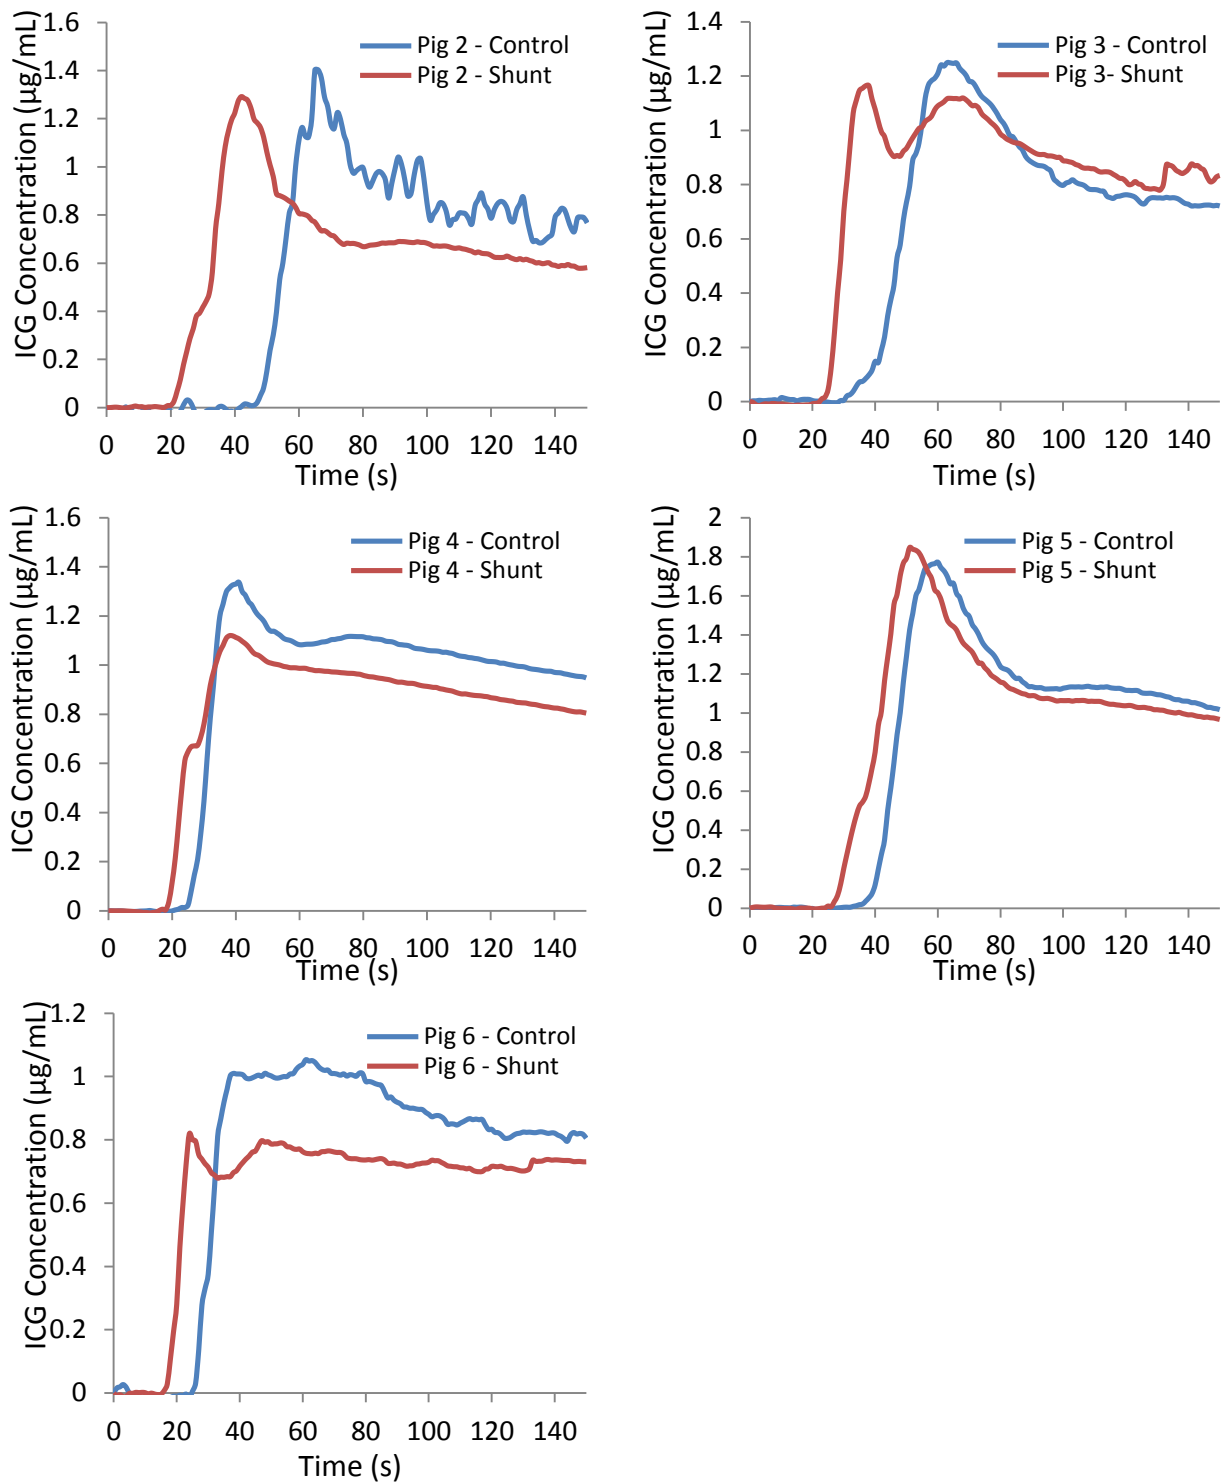 ICG Concentration (µg/mL)
1.6
1.4
1.2
1
0.8
0.6
0.4
0.2
0
Pig 2 - Control
Pig 2 - Shunt
0 20 40 60 80 100 120 140
Time (s)
ICG Concentration (µg/mL)
1.4
1.2
1
0.8
0.6
0.4
0.2
0
Pig 3 - Control
Pig 3- Shunt
0 20 40 60 80 100 120 140
Time (s)
ICG Concentration (µg/mL)
1.6
1.4
1.2
1
0.8
0.6
0.4
0.2
0
Pig 4 - Control
Pig 4 - Shunt
0 20 40 60 80 100 120 140
Time (s)
ICG Concentration (µg/mL)
2
1.8
1.6
1.4
1.2
1
0.8
0.6
0.4
0.2
0
Pig 5 - Control
Pig 5 - Shunt
0 20 40 60 80 100 120 140
Time (s)
ICG Concentration (µg/mL)
1.2
1
0.8
0.6
0.4
0.2
0
Pig 6 - Control
Pig 6 - Shunt
0 20 40 60 80 100 120 140
Time (s)